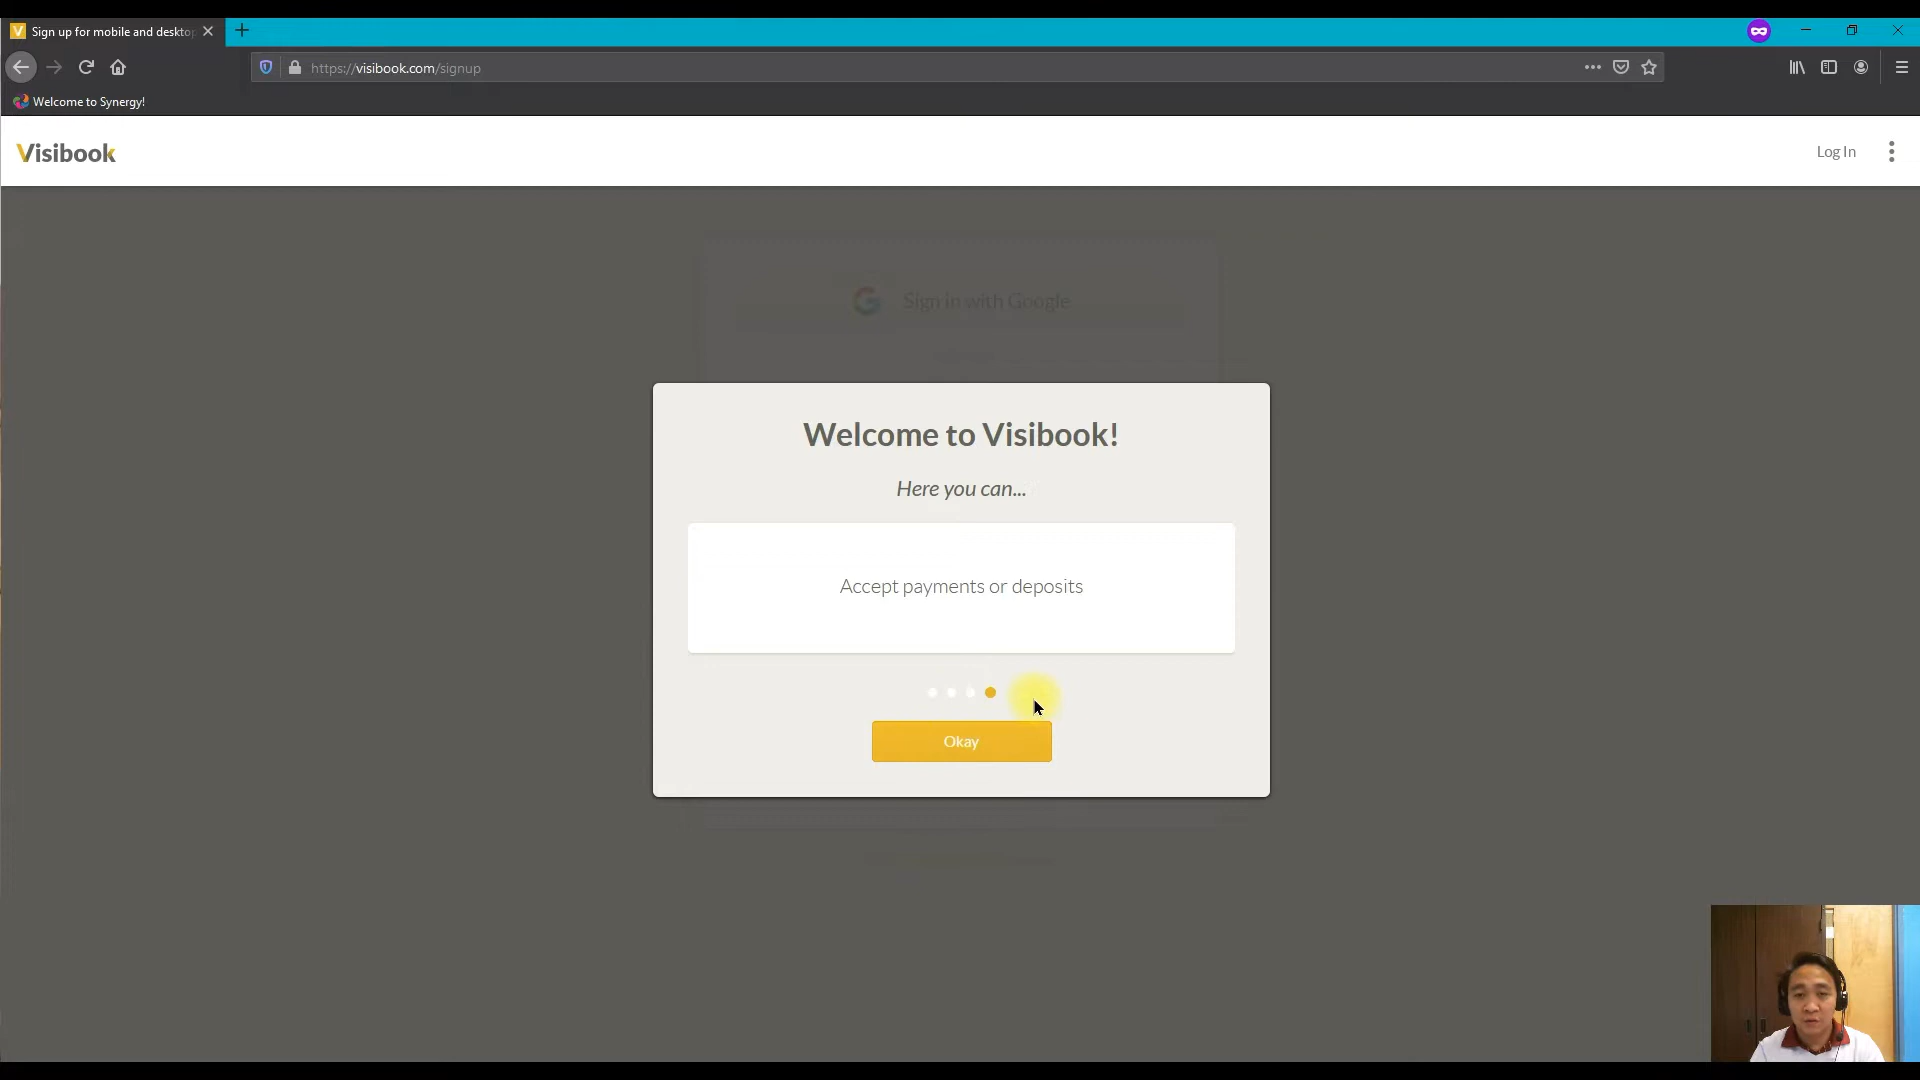 Sign up for mobile and deskto
https://visibook.com/signup
Welcome to Synergy!
Visibook
Log In
Sign in with Google
Welcome to Visibook!
Here you can...
Accept payments or deposits
Okay